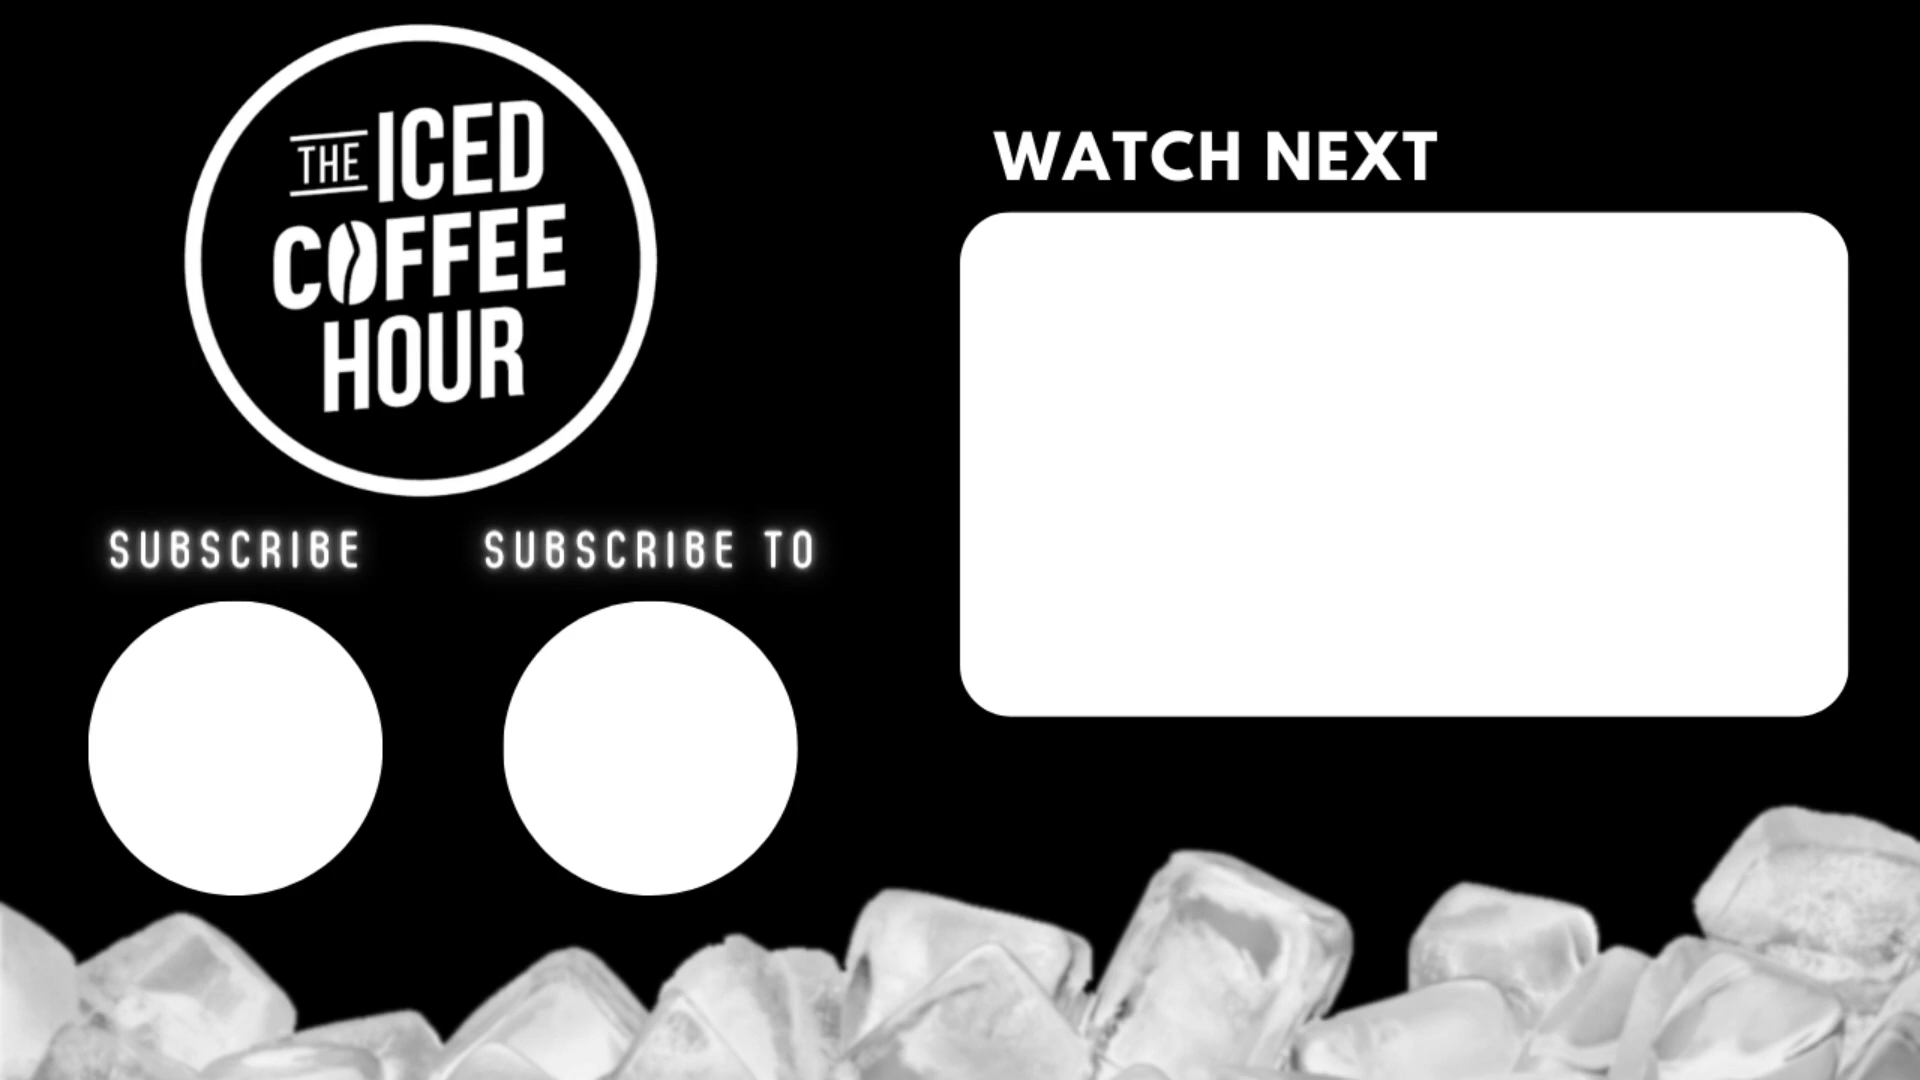 THE ICED
COFFEE
HOUR
SUBSCRIBE
SUBSCRIBE TO
WATCH NEXT